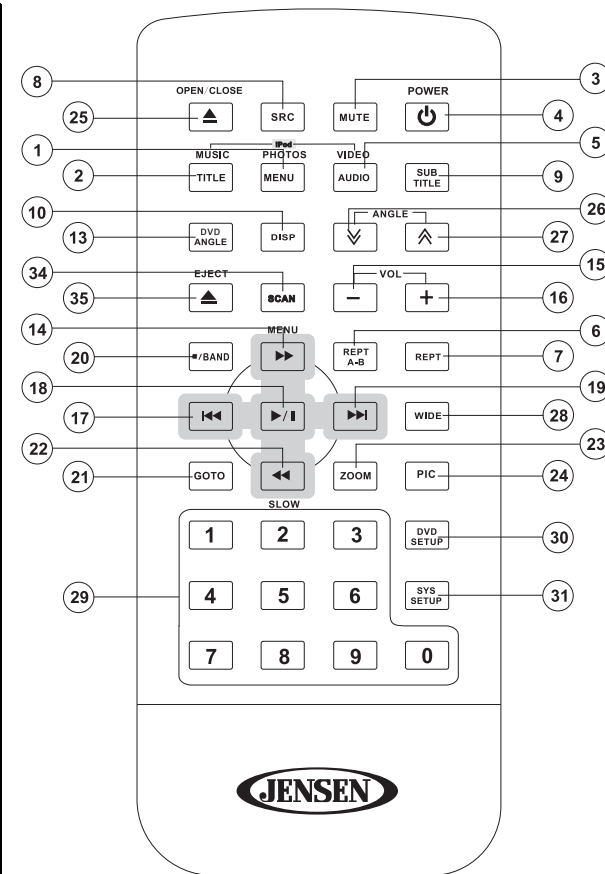 8 3
OPEN/CLOSE POWER
25 SRC MUTE 4
1 iPod 5
MUSIC PHOTOS VIDEO
2 TITLE MENU AUDIO SUB TITLE 9
10 26
ANGLE
13 DVD ANGLE DISP 27
34 15
EJECT VOL
35 SCAN − + 16
14 MENU 6
20 ■/BAND REPT A-B REPT 7
18 19
17 WIDE 28
22 23
21 GOTO ZOOM PIC 24
SLOW
1 2 3 DVD SETUP 30
29 4 5 6 SYS SETUP 31
7 8 9 0
JENSEN